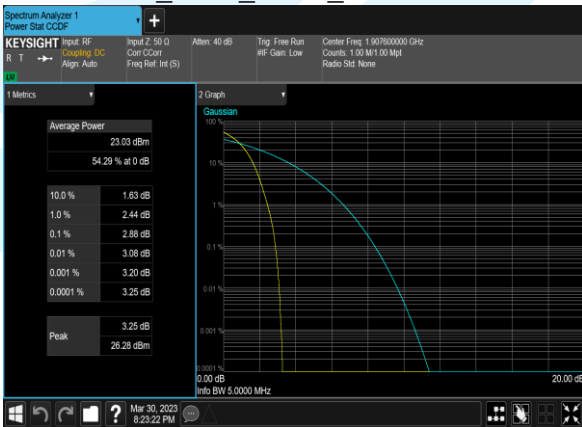 Spectrum Analyzer 1
Power Stat CCDF
+
KEYSIGHT
R T
LW
Input: RF
Coupling: DC
Align: Auto
Input Z: 50 Ω
Corr CCorr
Freq Ref: Int (S)
Atten: 40 dB
Trig: Free Run
#IF Gain: Low
Center Freq: 1.907600000 GHz
Counts: 1.00 M/1.00 Mpt
Radio Std: None
1 Metrics
Average Power
23.03 dBm
54.29 % at 0 dB
10.0 % 1.63 dB
1.0 % 2.44 dB
0.1 % 2.88 dB
0.01 % 3.08 dB
0.001 % 3.20 dB
0.0001 % 3.25 dB
Peak
3.25 dB
26.28 dBm
2 Graph
Gaussian
100 %
10 %
1 %
0.1 %
0.01 %
0.001 %
0.0001 %
0.00 dB
20.00 dB
Info BW 5.0000 MHz
?
Mar 30, 2023
8:23:22 PM